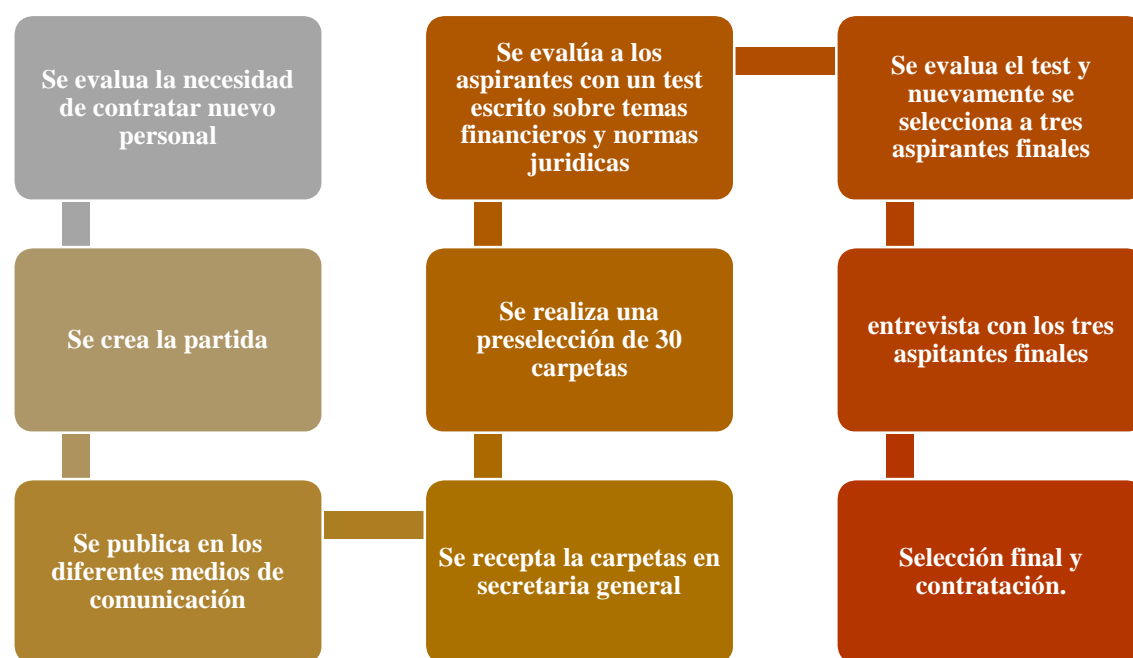 Se evalua la necesidad
de contratar nuevo
personal
Se crea la partida
Se publica en los
diferentes medios de
comunicación
Se recepta la carpetas en
secretaria general
Se realiza una
preselección de 30
carpetas
Se evalúa a los
aspirantes con un test
escrito sobre temas
financieros y normas
juridicas
Se evalua el test y
nuevamente se
selecciona a tres
aspirantes finales
entrevista con los tres
aspitantes finales
Selección final y
contratación.